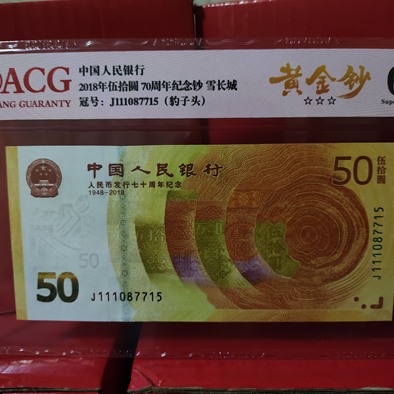 ACG
ANG GUARANTY
中国人民银行
2018年伍拾圆 70周年纪念钞 雪长城
冠号：J111087715（豹子头）
黄金钞
☆☆☆
6
Supe
中国人民银行
人民币发行七十周年纪念
1948-2018
50
伍拾圆
50
50
J111087715
J111087715